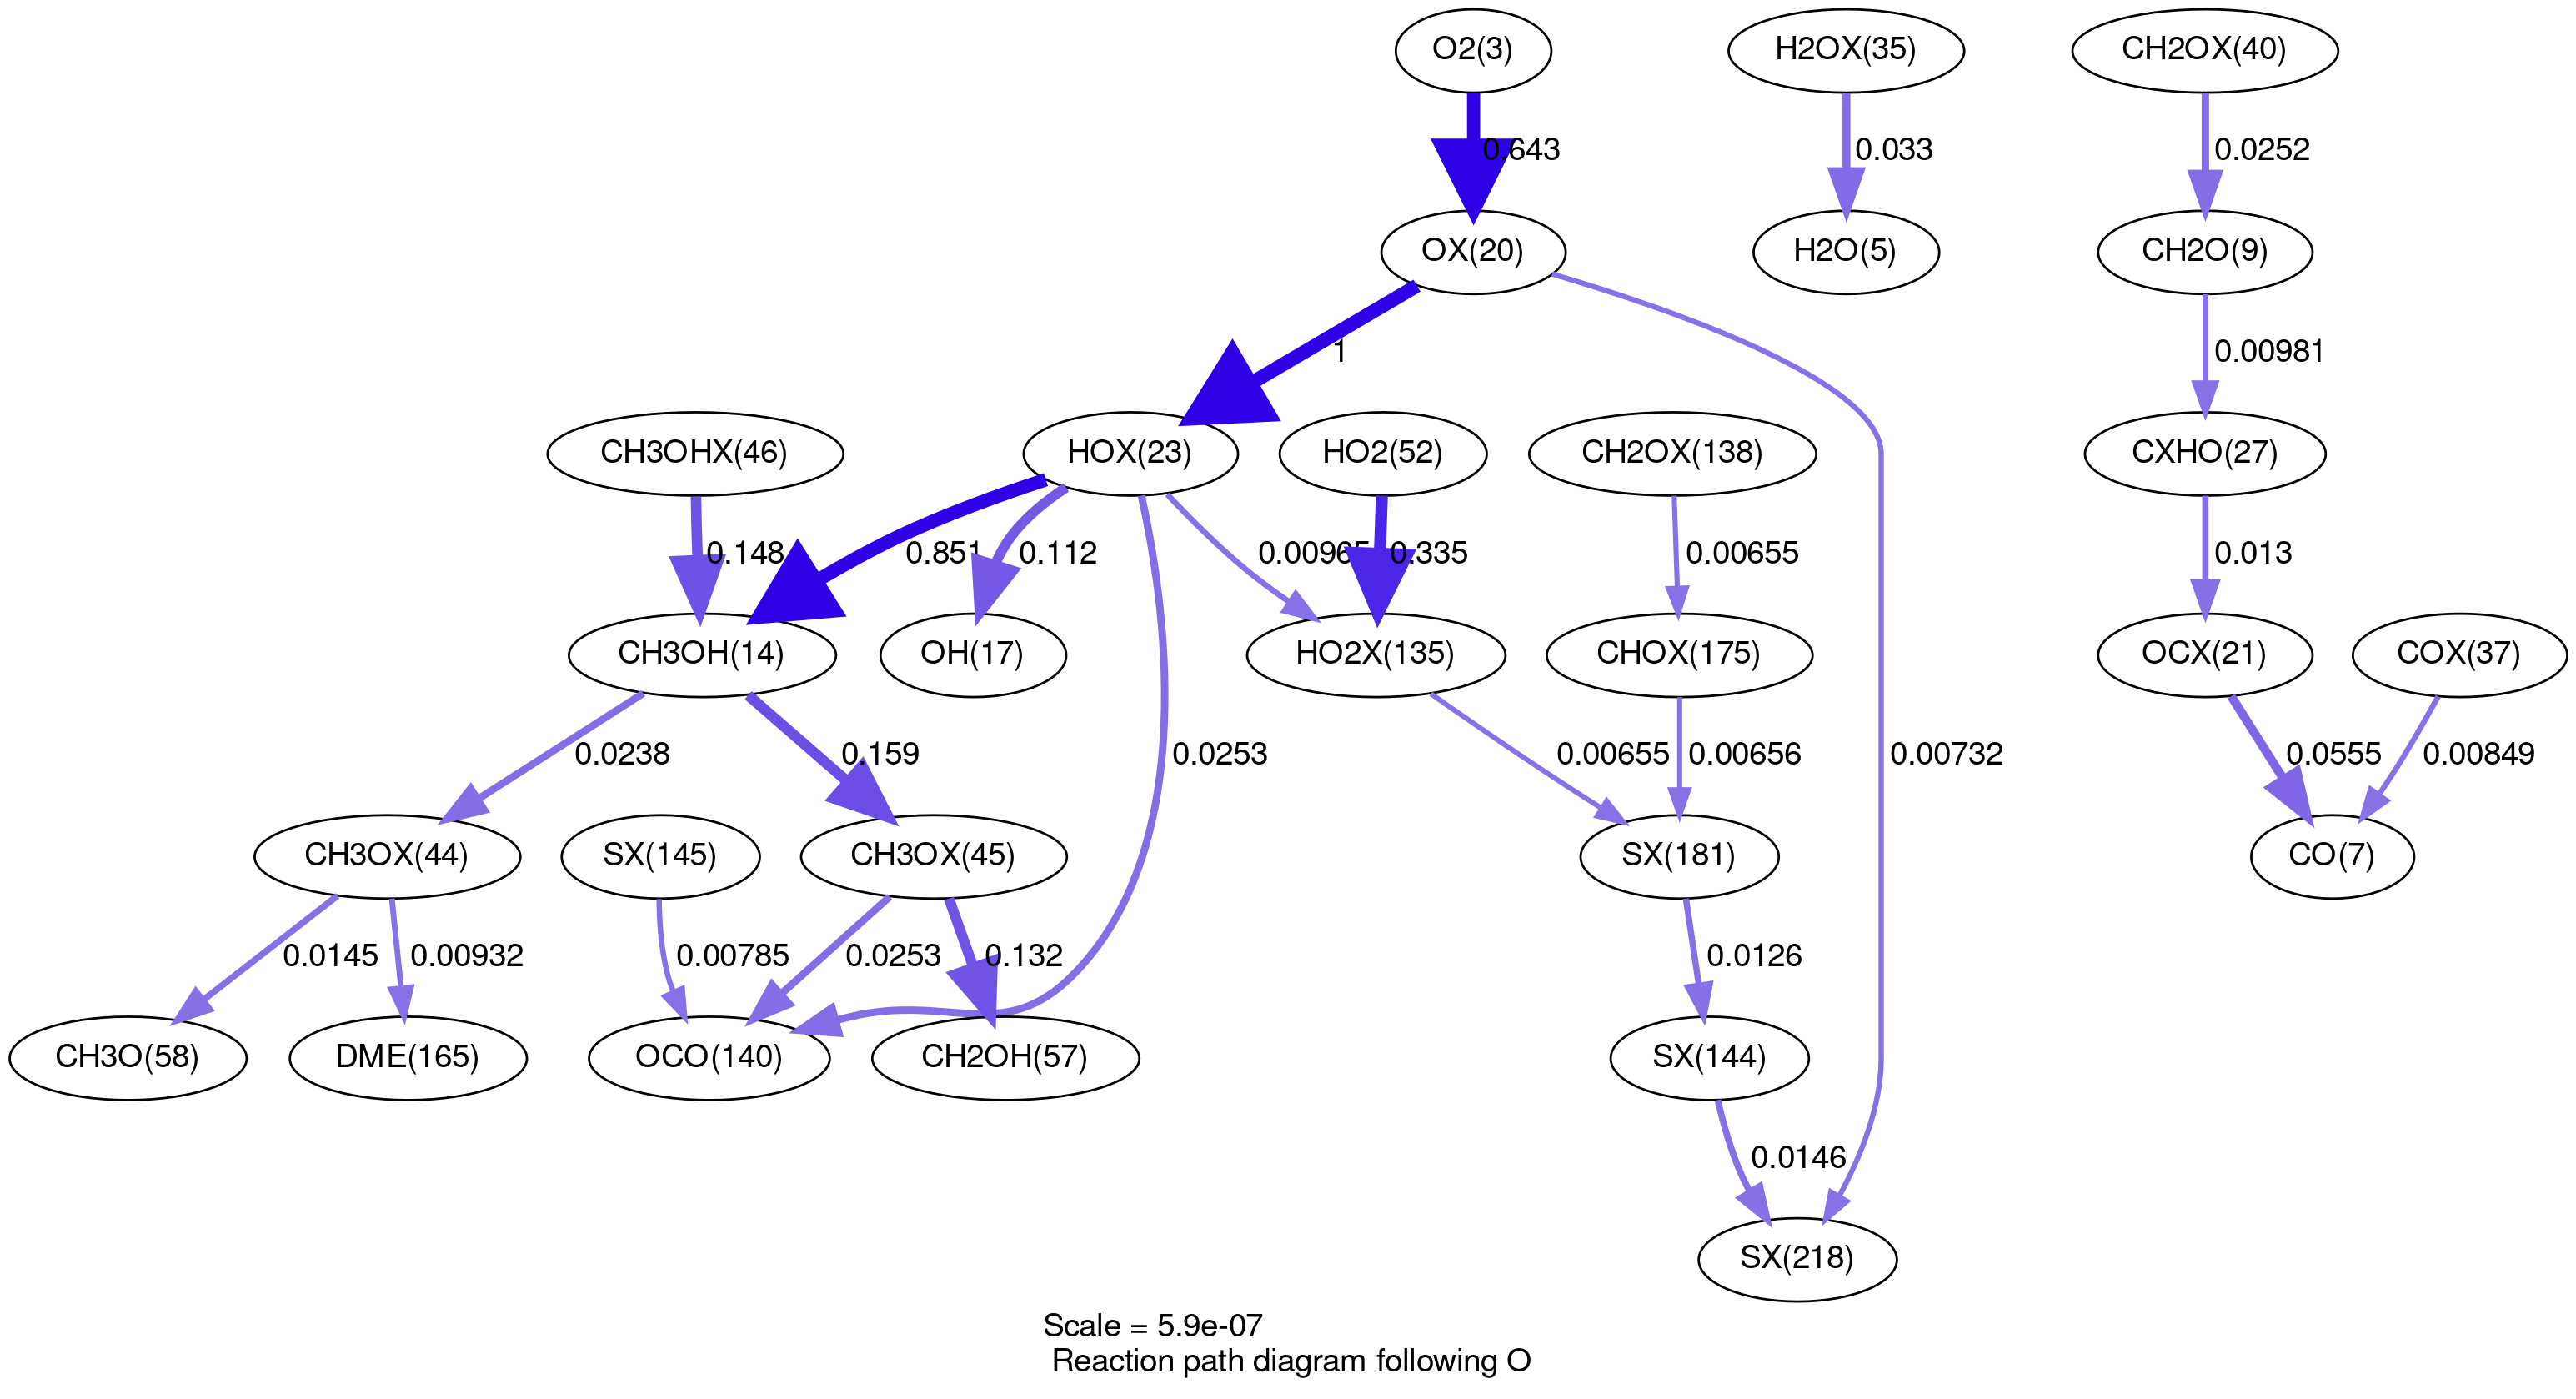 O2(3)
H2OX(35)
CH2OX(40)
0.643
0.033
0.0252
OX(20)
H2O(5)
CH2O(9)
1
0.00981
CH3OHX(46)
HOX(23)
HO2(52)
CH2OX(138)
CXHO(27)
0.148
0.851
0.112
0.00965
0.335
0.00655
0.013
CH3OH(14)
OH(17)
HO2X(135)
CHOX(175)
OCX(21)
COX(37)
0.0238
0.159
0.0253
0.00655
0.00656
0.00732
0.0555
0.00849
CH3OX(44)
SX(145)
CH3OX(45)
SX(181)
CO(7)
0.0145
0.00932
0.00785
0.0253
0.132
0.0126
CH3O(58)
DME(165)
OCO(140)
CH2OH(57)
SX(144)
0.0146
SX(218)
Scale = 5.9e-07
Reaction path diagram following O